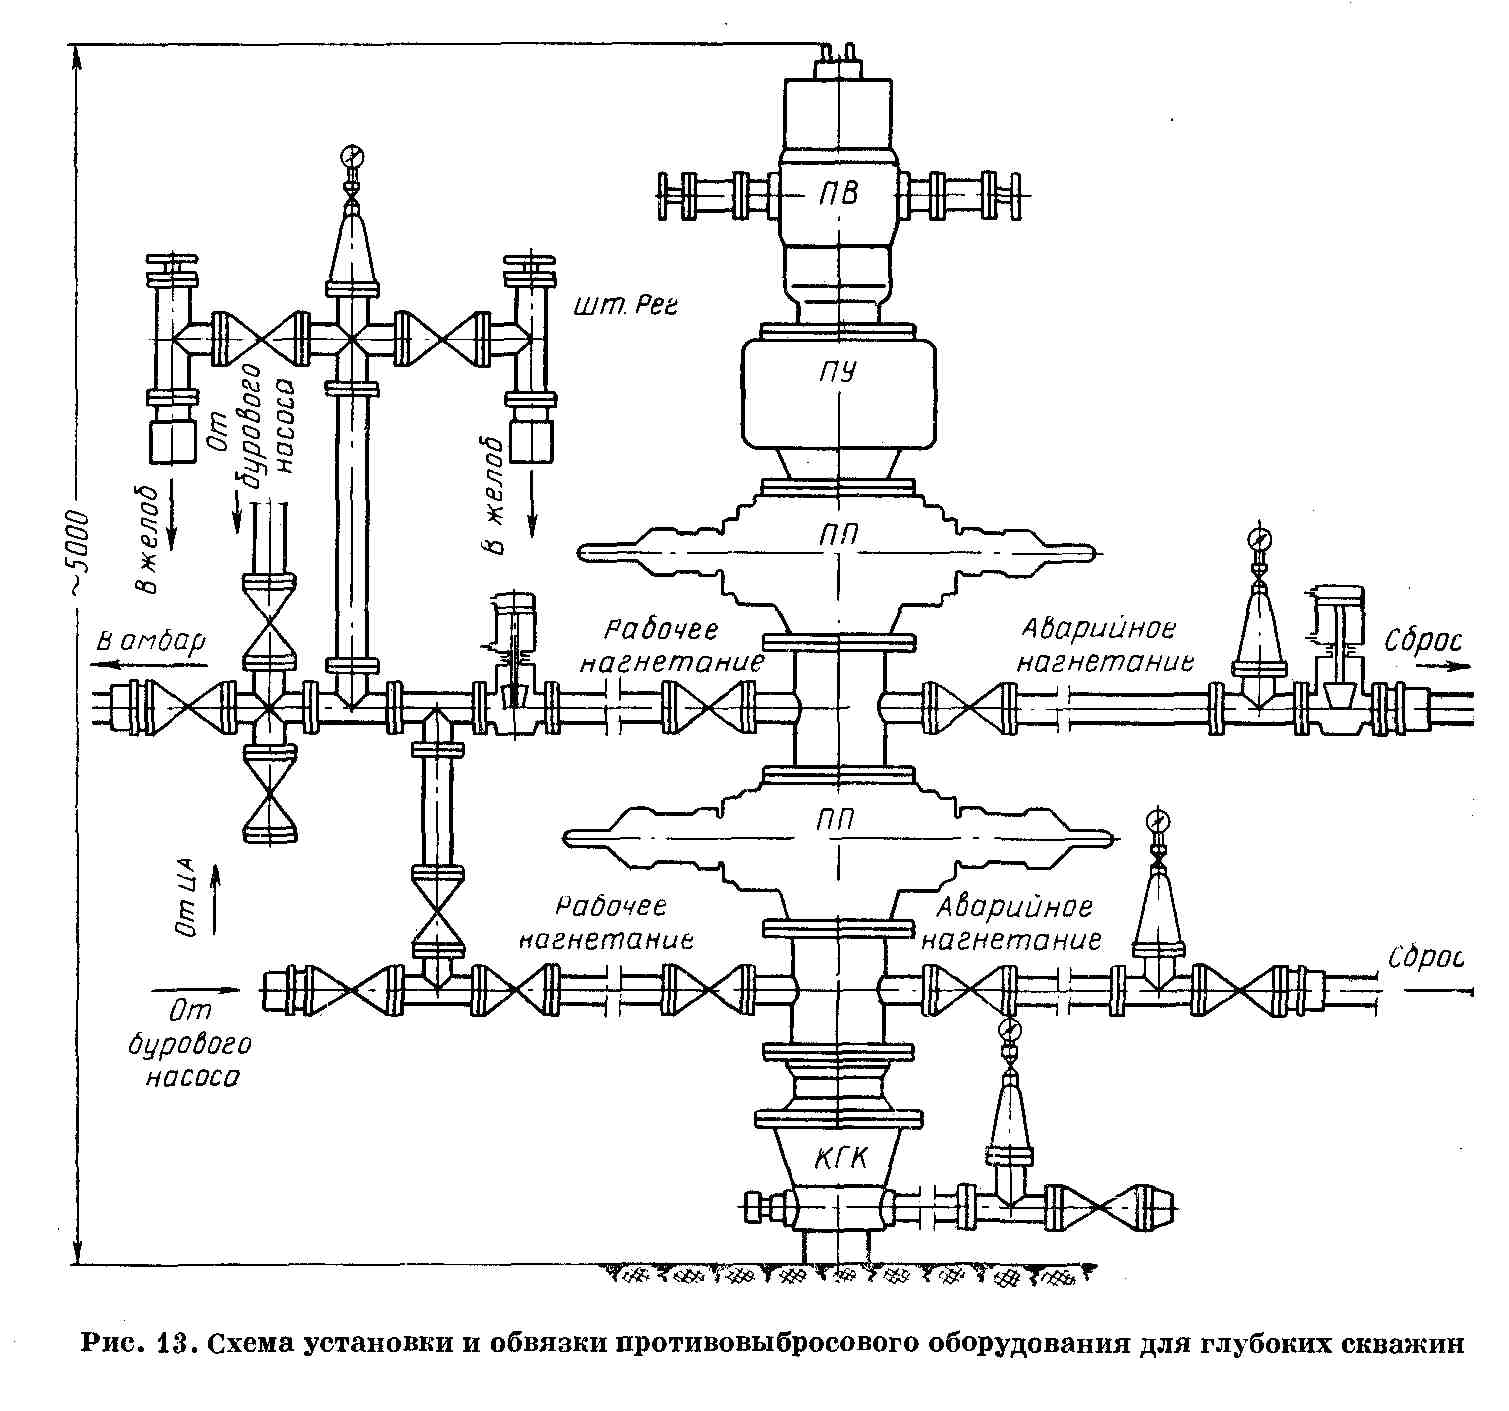 ПВ
шт. Рег
ПУ
От
бурового
насоса
В желоб
В желоб
~5000
ПП
В амбар
Рабочее
нагнетание
Аварийное
нагнетание
Сброс
ПП
От ЦА
Рабочее
нагнетание
Аварийное
нагнетание
Сброс
От
бурового
насоса
КГК
Рис. 13. Схема установки и обвязки противовыбросового оборудования для глубоких скважин